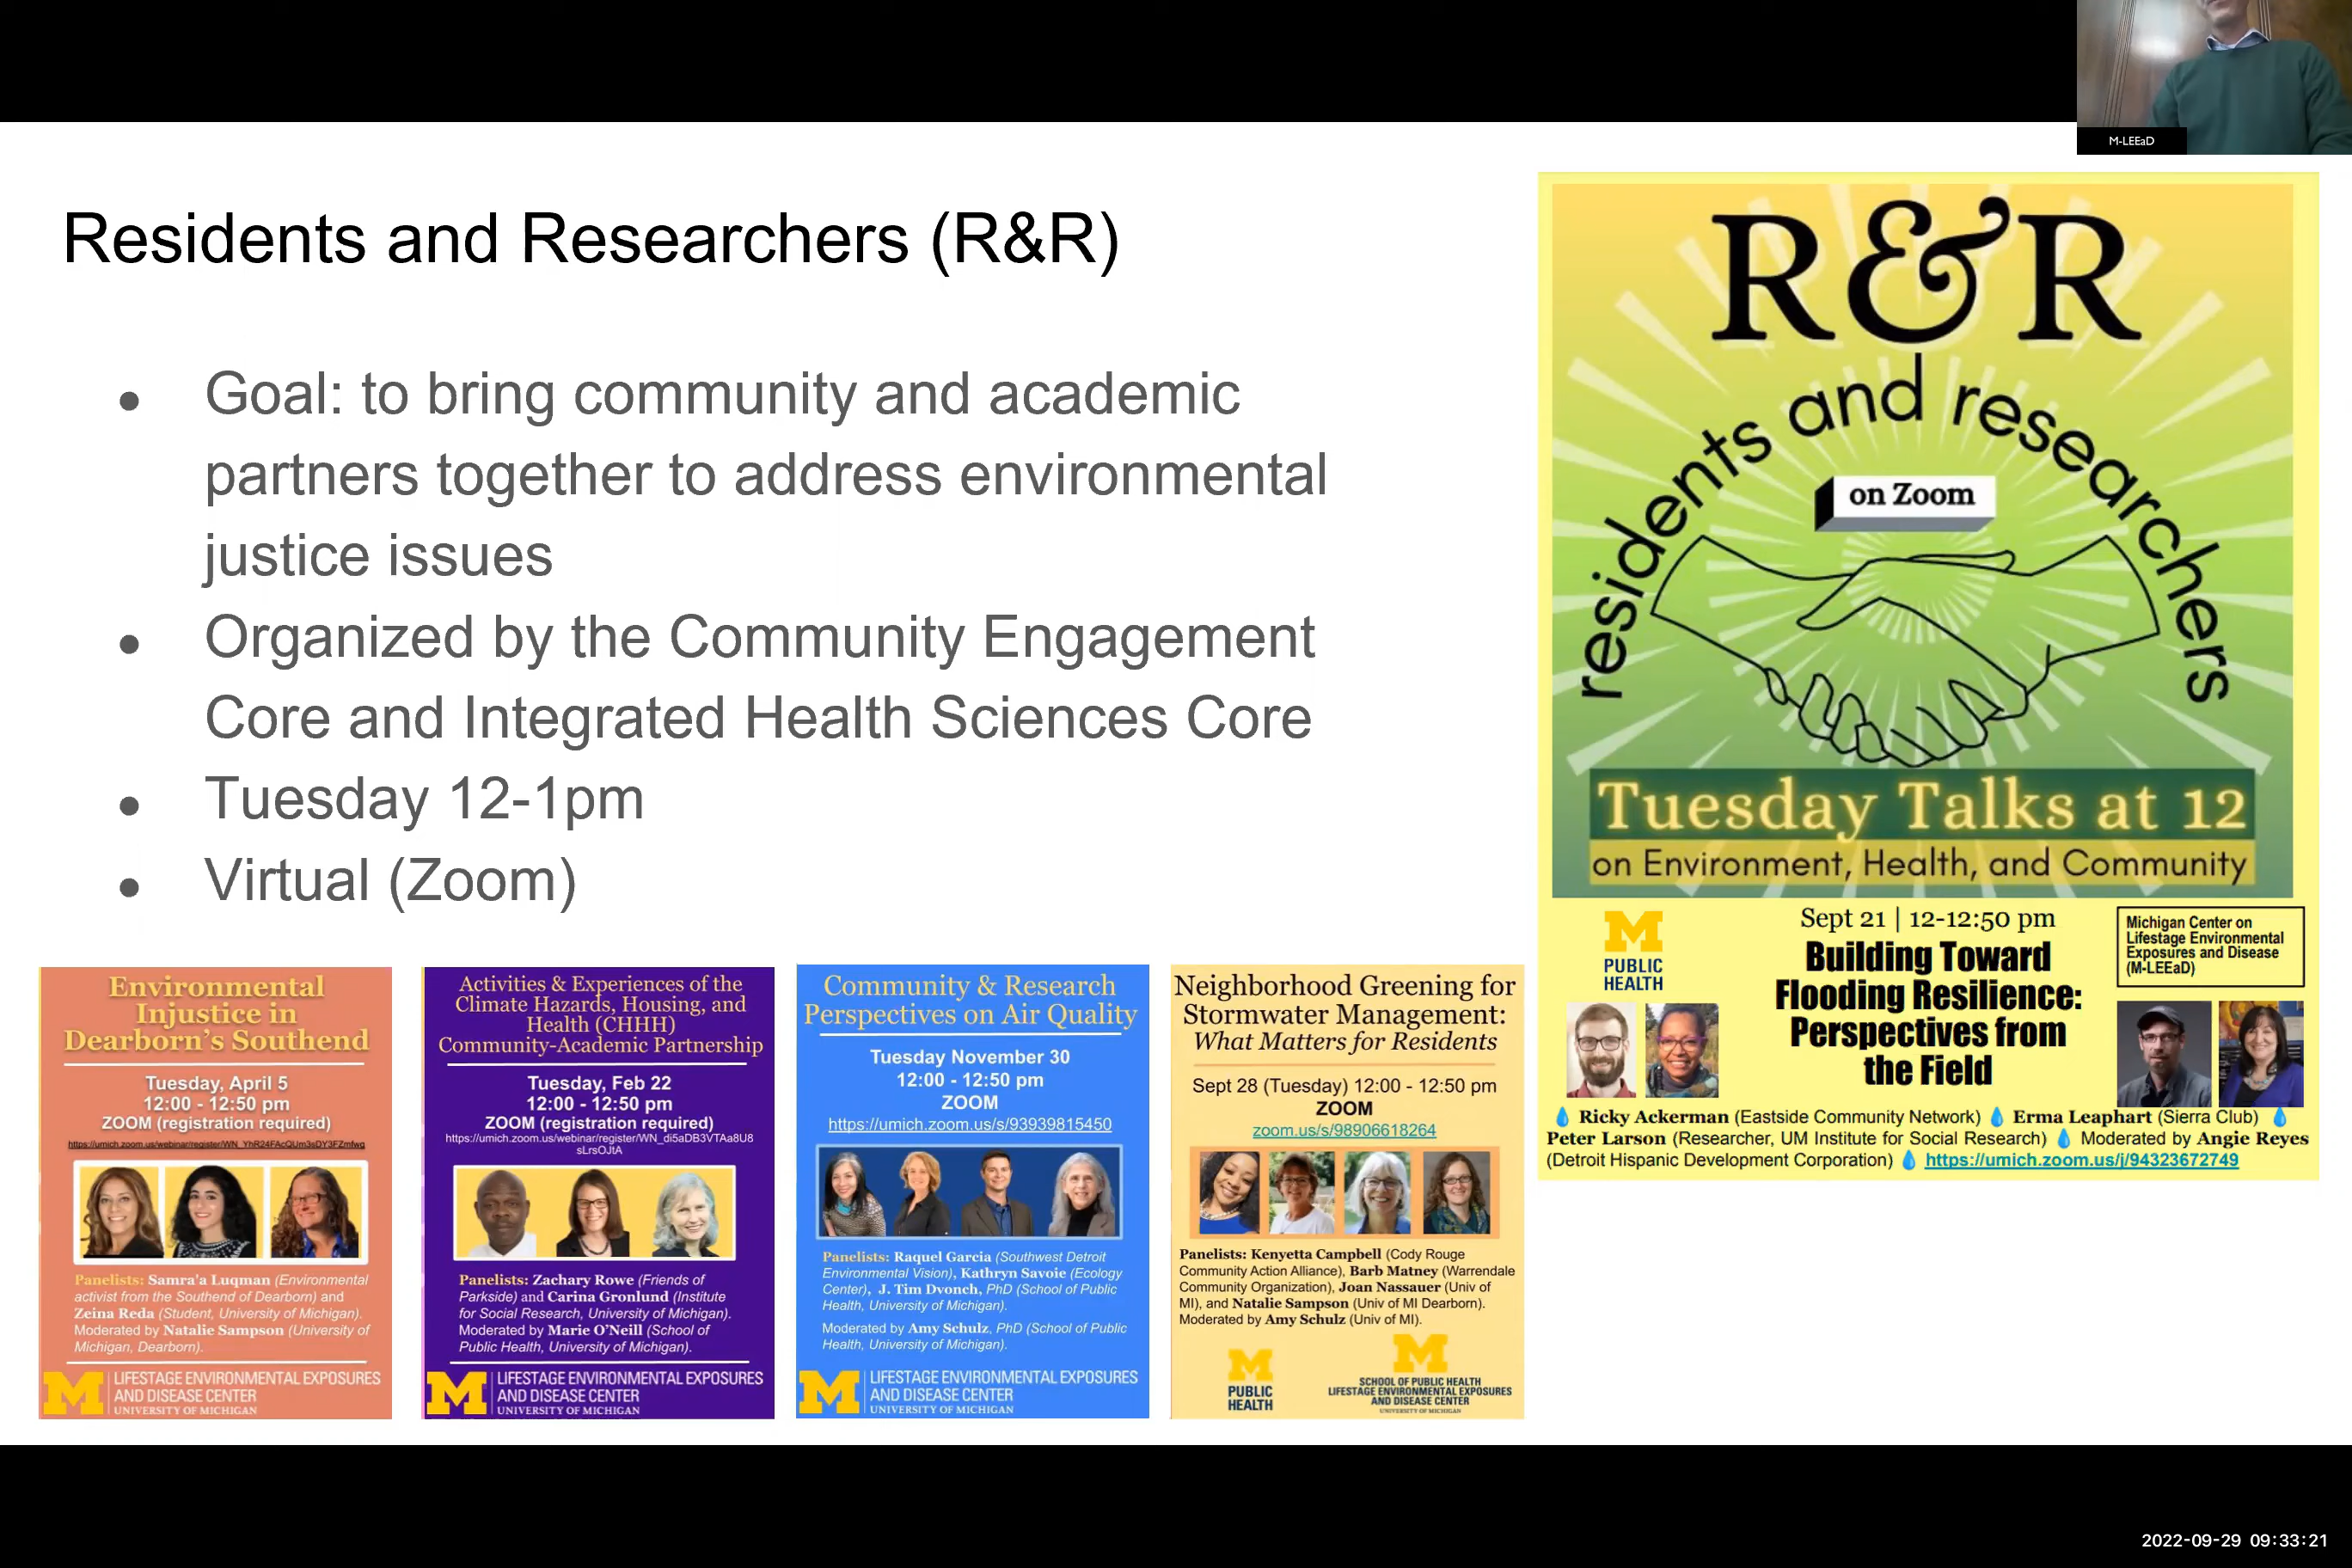 M-LEEaD
Residents and Researchers (R&R)
● Goal: to bring community and academic
partners together to address environmental
justice issues
● Organized by the Community Engagement
Core and Integrated Health Sciences Core
● Tuesday 12-1pm
● Virtual (Zoom)
R&R
residents and researchers
on Zoom
Tuesday Talks at 12
on Environment, Health, and Community
M
PUBLIC
HEALTH
Sept 21 | 12-12:50 pm
Building Toward
Flooding Resilience:
Perspectives from
the Field
Michigan Center on
Lifestage Environmental
Exposures and Disease
(M-LEEaD)
Ricky Ackerman (Eastside Community Network) Erma Leaphart (Sierra Club)
Peter Larson (Researcher, UM Institute for Social Research) Moderated by Angie Reyes
(Detroit Hispanic Development Corporation) https://umich.zoom.us/j/94323672749
Environmental
Injustice in
Dearborn's Southend
Tuesday, April 5
12:00 - 12:50 pm
ZOOM (registration required)
Panelists: Samra'a Luqman (Environmental
activist from the Southend of Dearborn) and
Zeina Reda (Student, University of Michigan).
Moderated by Natalie Sampson (University of
Michigan, Dearborn).
M LIFESTAGE ENVIRONMENTAL EXPOSURES
AND DISEASE CENTER
UNIVERSITY OF MICHIGAN
Activities & Experiences of the
Climate Hazards, Housing, and
Health (CHHH)
Community-Academic Partnership
Tuesday, Feb 22
12:00 - 12:50 pm
ZOOM (registration required)
https://umich.zoom.us/webinar/register/WN_di5aDB3VTAa8U8
sLrsOJtA
Panelists: Zachary Rowe (Friends of
Parkside) and Carina Gronlund (Institute
for Social Research, University of Michigan).
Moderated by Marie O'Neill (School of
Public Health, University of Michigan).
M LIFESTAGE ENVIRONMENTAL EXPOSURES
AND DISEASE CENTER
UNIVERSITY OF MICHIGAN
Community & Research
Perspectives on Air Quality
Tuesday November 30
12:00 - 12:50 pm
ZOOM
https://umich.zoom.us/s/93939815450
Panelists: Raquel Garcia (Southwest Detroit
Environmental Vision), Kathryn Savoie (Ecology
Center), J. Tim Dvonch, PhD (School of Public
Health, University of Michigan).
Moderated by Amy Schulz, PhD (School of Public
Health, University of Michigan).
M LIFESTAGE ENVIRONMENTAL EXPOSURES
AND DISEASE CENTER
UNIVERSITY OF MICHIGAN
Neighborhood Greening for
Stormwater Management:
What Matters for Residents
Sept 28 (Tuesday) 12:00 - 12:50 pm
ZOOM
zoom.us/s/98906618264
Panelists: Kenyetta Campbell (Cody Rouge
Community Action Alliance), Barb Matney (Warrendale
Community Organization), Joan Nassauer (Univ of
MI), and Natalie Sampson (Univ of MI Dearborn).
Moderated by Amy Schulz (Univ of MI).
M
PUBLIC
HEALTH
M
SCHOOL OF PUBLIC HEALTH
LIFESTAGE ENVIRONMENTAL EXPOSURES
AND DISEASE CENTER
UNIVERSITY OF MICHIGAN
2022-09-29 09:33:21